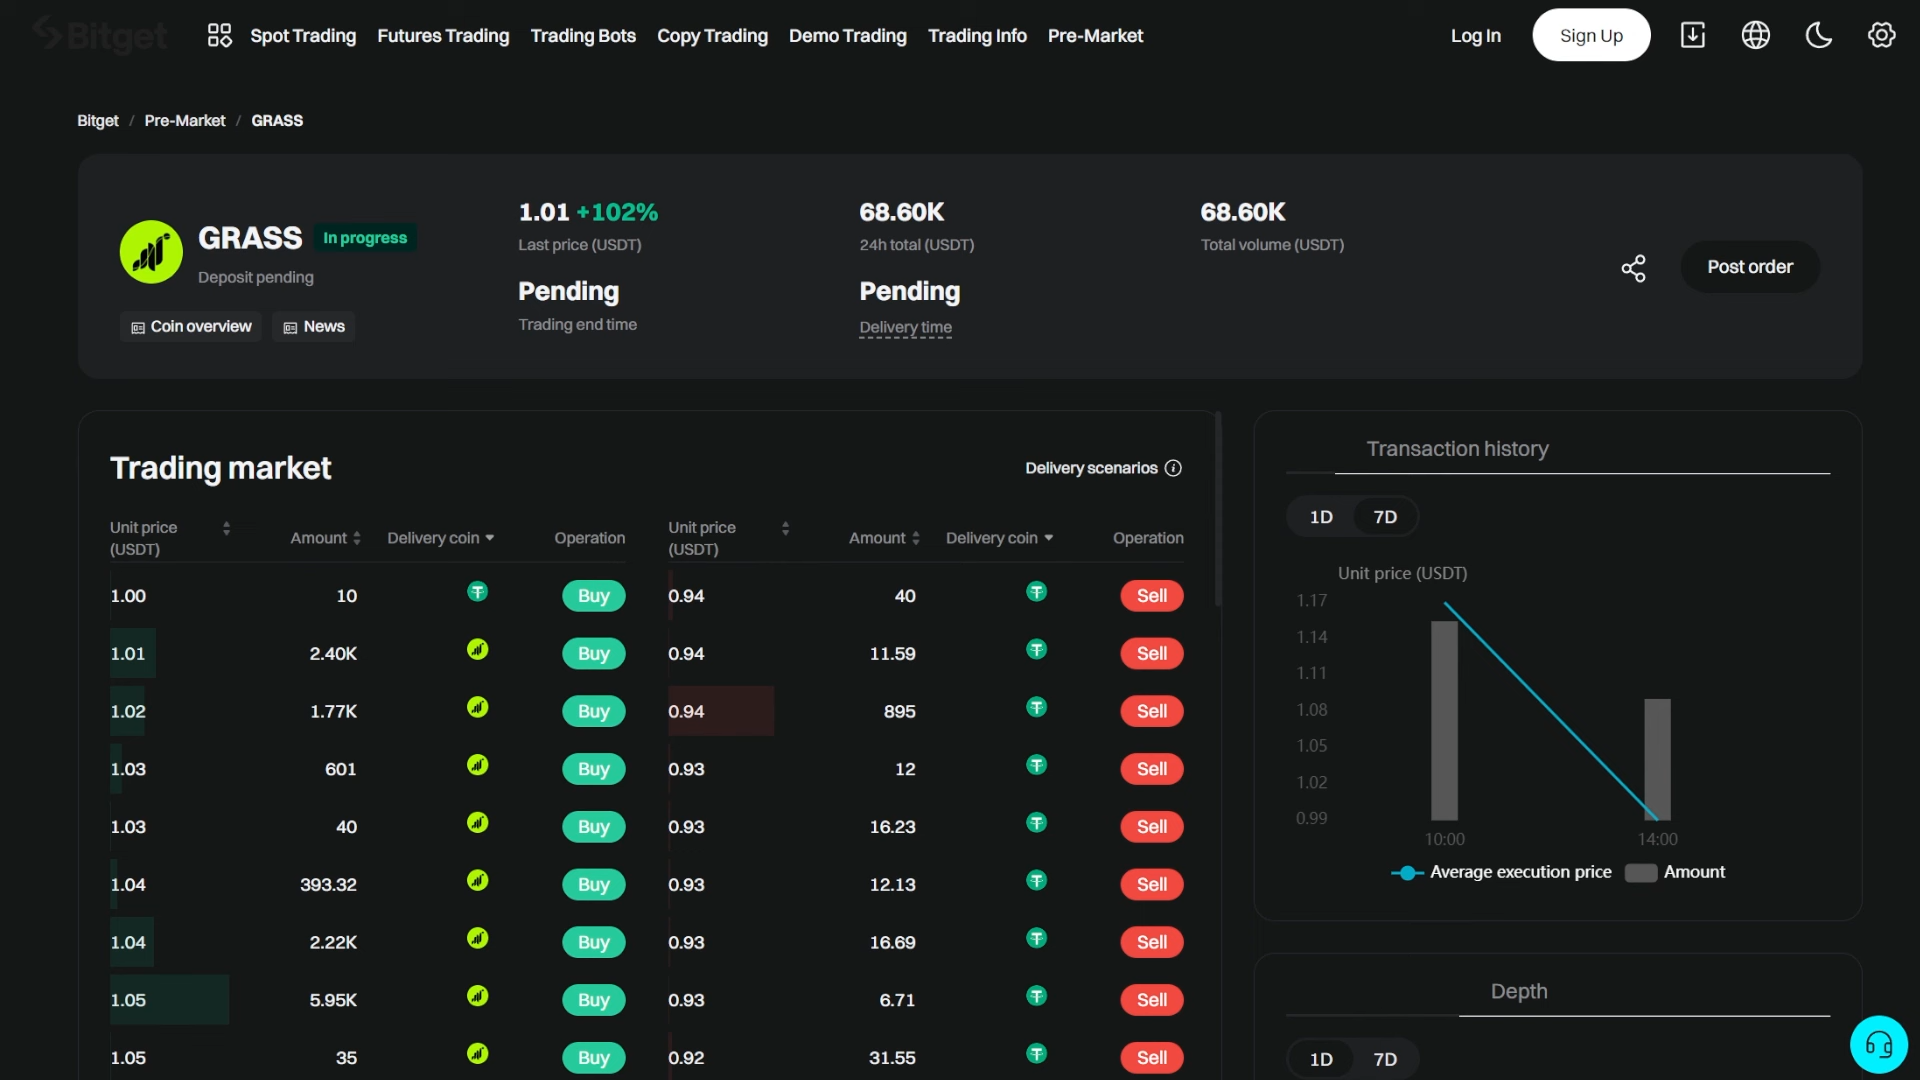 Bitget
Spot Trading Futures Trading Trading Bots Copy Trading Demo Trading Trading Info Pre-Market Log In Sign Up
Bitget / Pre-Market / GRASS
GRASS In progress
Deposit pending
Coin overview News
1.01 +102%
Last price (USDT)
Pending
Trading end time
68.60K
24h total (USDT)
Pending
Delivery time
68.60K
Total volume (USDT)
Post order
Trading market Delivery scenarios
Unit price (USDT) Amount Delivery coin Operation Unit price (USDT) Amount Delivery coin Operation
1.00 10 Buy 0.94 40 Sell
1.01 2.40K Buy 0.94 11.59 Sell
1.02 1.77K Buy 0.94 895 Sell
1.03 601 Buy 0.93 12 Sell
1.03 40 Buy 0.93 16.23 Sell
1.04 393.32 Buy 0.93 12.13 Sell
1.04 2.22K Buy 0.93 16.69 Sell
1.05 5.95K Buy 0.93 6.71 Sell
1.05 35 Buy 0.92 31.55 Sell
Transaction history
1D 7D
Unit price (USDT)
1.17
1.14
1.11
1.08
1.05
1.02
0.99
10:00 14:00
Average execution price Amount
Depth
1D 7D